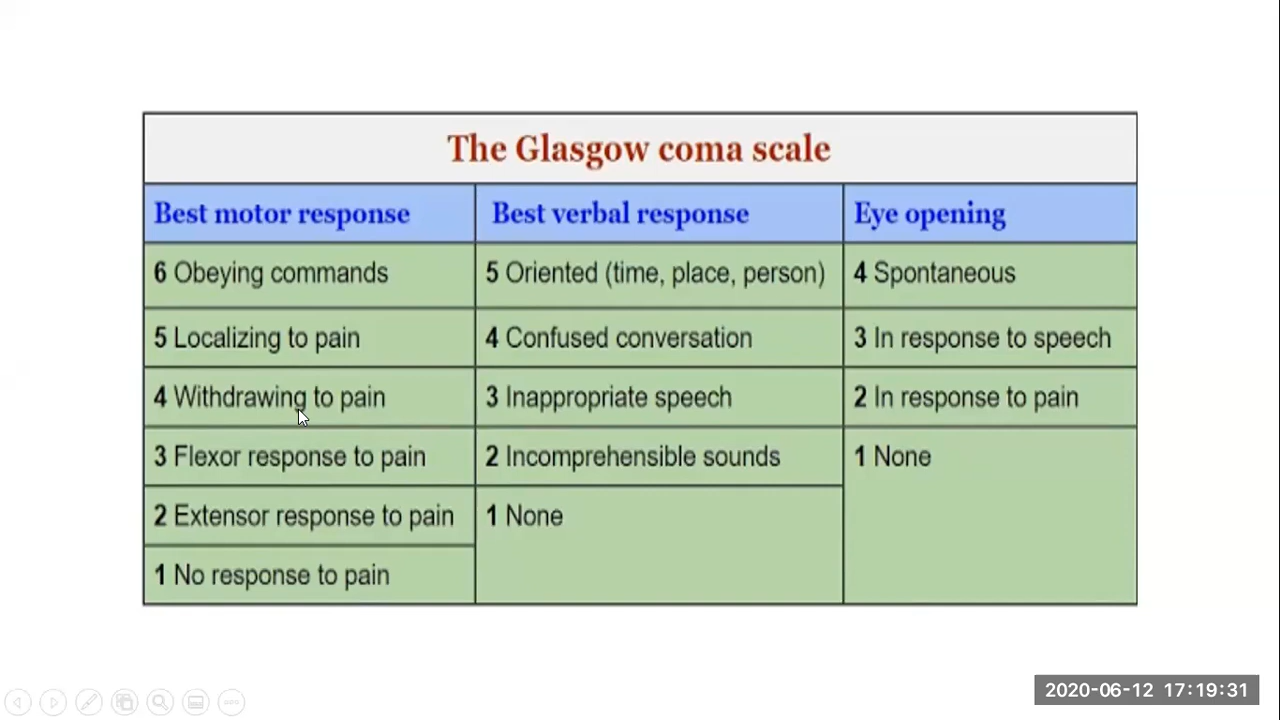 The Glasgow coma scale
Best motor response Best verbal response Eye opening
6 Obeying commands 5 Oriented (time, place, person) 4 Spontaneous
5 Localizing to pain 4 Confused conversation 3 In response to speech
4 Withdrawing to pain 3 Inappropriate speech 2 In response to pain
3 Flexor response to pain 2 Incomprehensible sounds 1 None
2 Extensor response to pain 1 None
1 No response to pain
2020-06-12 17:19:31